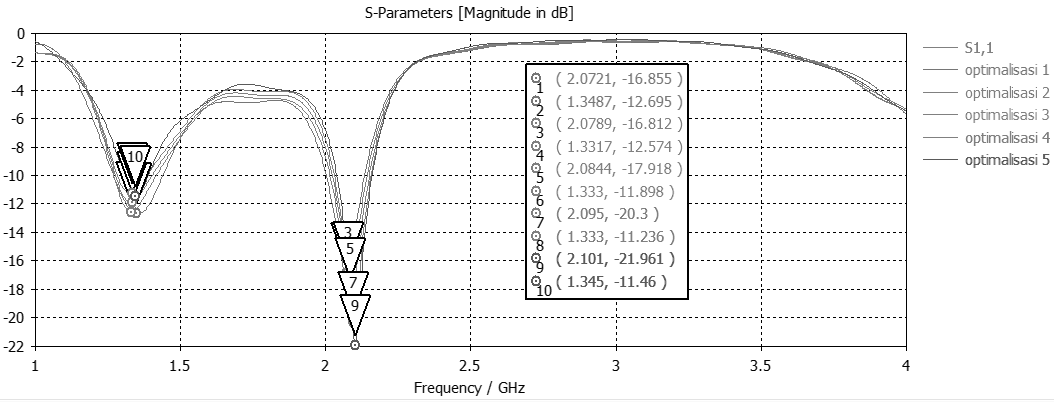 S-Parameters [Magnitude in dB]
0
-2
-4
-6
-8
-10
-12
-14
-16
-18
-20
-22
1
1.5
2
2.5
3
3.5
4
Frequency / GHz
10
3
5
7
9
1 ( 2.0721, -16.855 )
2 ( 1.3487, -12.695 )
3 ( 2.0789, -16.812 )
4 ( 1.3317, -12.574 )
5 ( 2.0844, -17.918 )
6 ( 1.333, -11.898 )
7 ( 2.095, -20.3 )
8 ( 1.333, -11.236 )
9 ( 2.101, -21.961 )
10 ( 1.345, -11.46 )
S1,1
optimalisasi 1
optimalisasi 2
optimalisasi 3
optimalisasi 4
optimalisasi 5